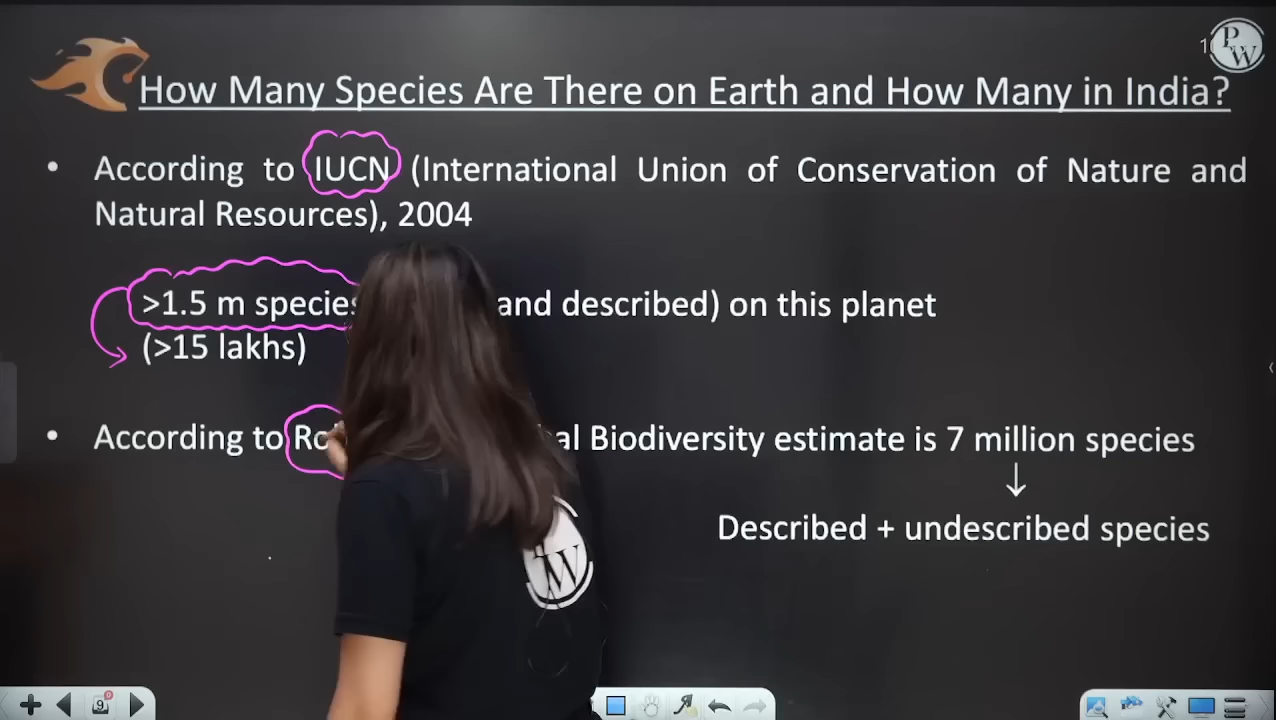 How Many Species Are There on Earth and How Many in India?
• According to IUCN (International Union of Conservation of Nature and
Natural Resources), 2004
>1.5 m species and described) on this planet
(>15 lakhs)
• According to Biodiversity estimate is 7 million species
↓
Described + undescribed species
PW
W
9